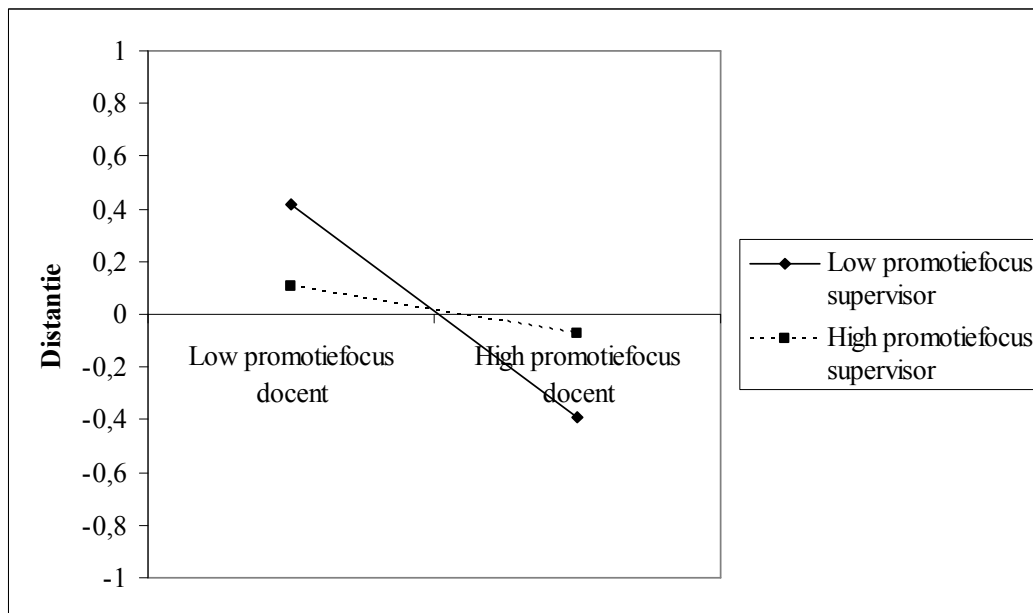 1
0,8
0,6
0,4
0,2
0
-0,2
-0,4
-0,6
-0,8
-1
Distantie
Low promotiefocus
docent
High promotiefocus
docent
Low promotiefocus
supervisor
High promotiefocus
supervisor